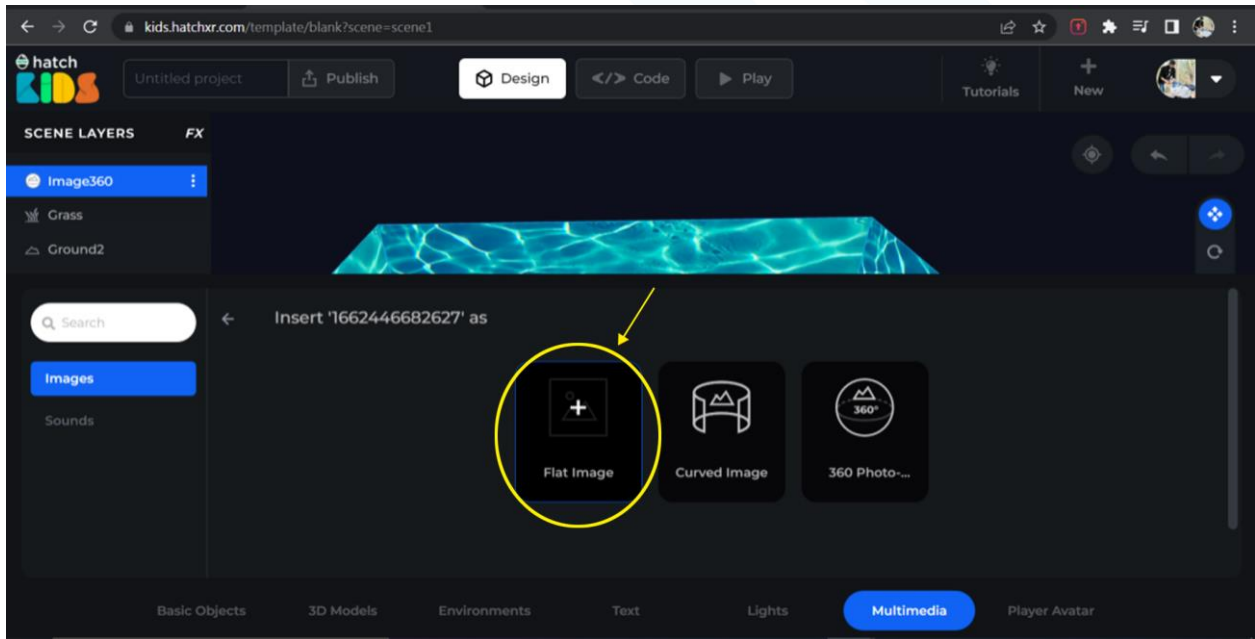 kids.hatchxr.com/template/blank?scene=scene1
hatch
KIDS
Untitled project
Publish
Design
</> Code
Play
Tutorials
New
SCENE LAYERS FX
Image360
Grass
Ground2
Search
Insert '1662446682627' as
Images
Sounds
Flat Image
Curved Image
360°
360 Photo-...
Basic Objects
3D Models
Environments
Text
Lights
Multimedia
Player Avatar